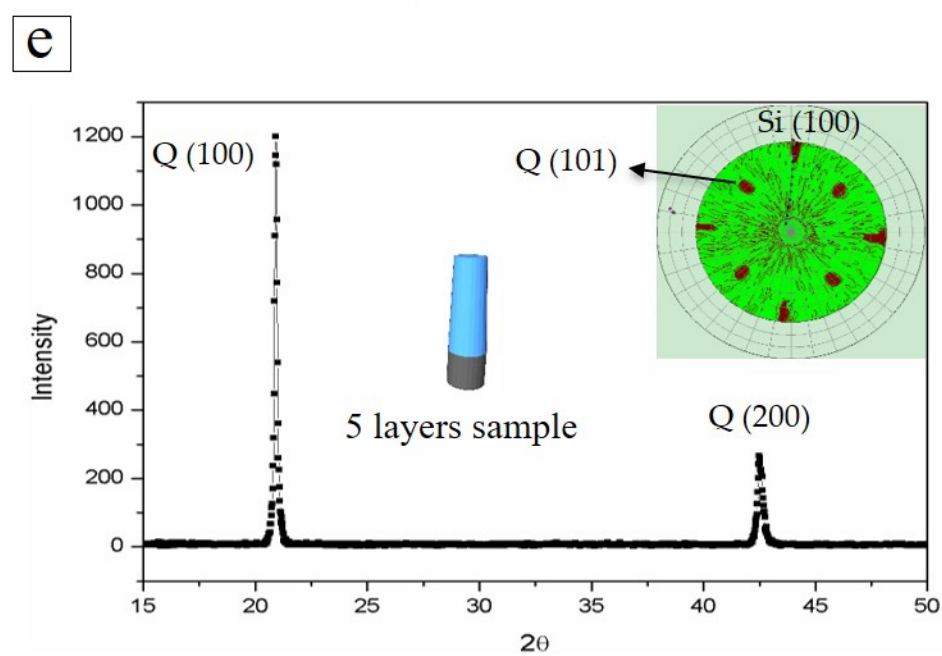 e
1200
1000
800
600
400
200
0
Intensity
Q (100)
Q (101)
Si (100)
5 layers sample
Q (200)
15 20 25 30 35 40 45 50
2θ